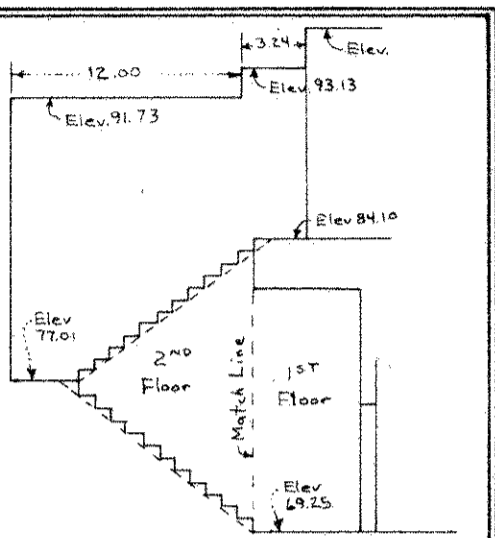 3.24
Elev.
12.00
Elev. 93.13
Elev. 91.73
Elev 84.10
Elev
77.01
2ND
Floor
Match Line
1ST
Floor
Elev
69.25